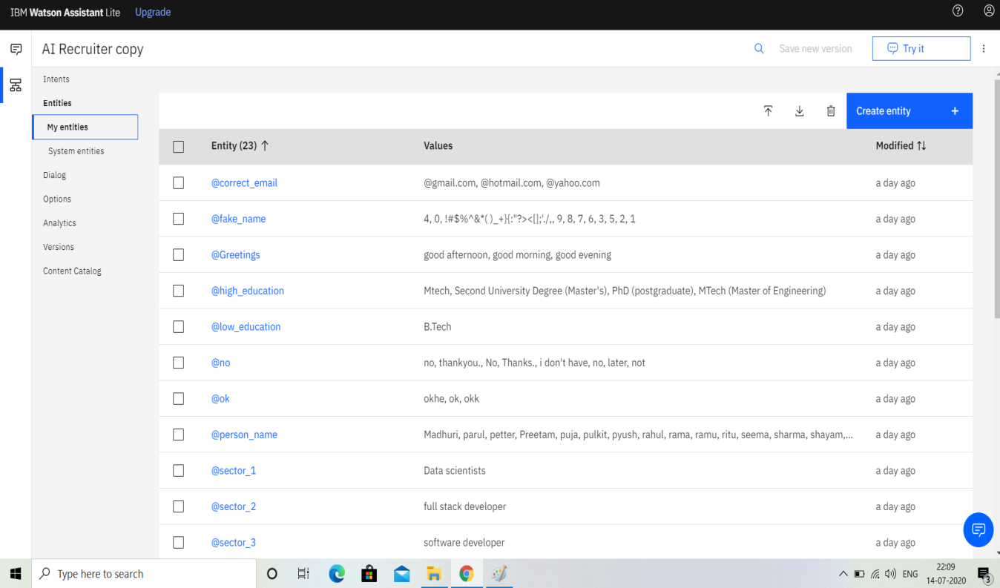 IBM Watson Assistant Lite Upgrade
AI Recruiter copy Save new version Try it
Intents
Entities
My entities
System entities
Dialog
Options
Analytics
Versions
Content Catalog
Create entity +
Entity (23) ↑ Values Modified ↑↓
@correct_email @gmail.com, @hotmail.com, @yahoo.com a day ago
@fake_name 4, 0, !#$%^&*( )_+}{:"?><[];'./,, 9, 8, 7, 6, 3, 5, 2, 1 a day ago
@Greetings good afternoon, good morning, good evening a day ago
@high_education Mtech, Second University Degree (Master's), PhD (postgraduate), MTech (Master of Engineering) a day ago
@low_education B.Tech a day ago
@no no, thankyou., No, Thanks., i don't have, no, later, not a day ago
@ok okhe, ok, okk a day ago
@person_name Madhuri, parul, petter, Preetam, puja, pulkit, pyush, rahul, rama, ramu, ritu, seema, sharma, shayam,... a day ago
@sector_1 Data scientists a day ago
@sector_2 full stack developer a day ago
@sector_3 software developer a day ago
Type here to search ENG 22:09
14-07-2020 3